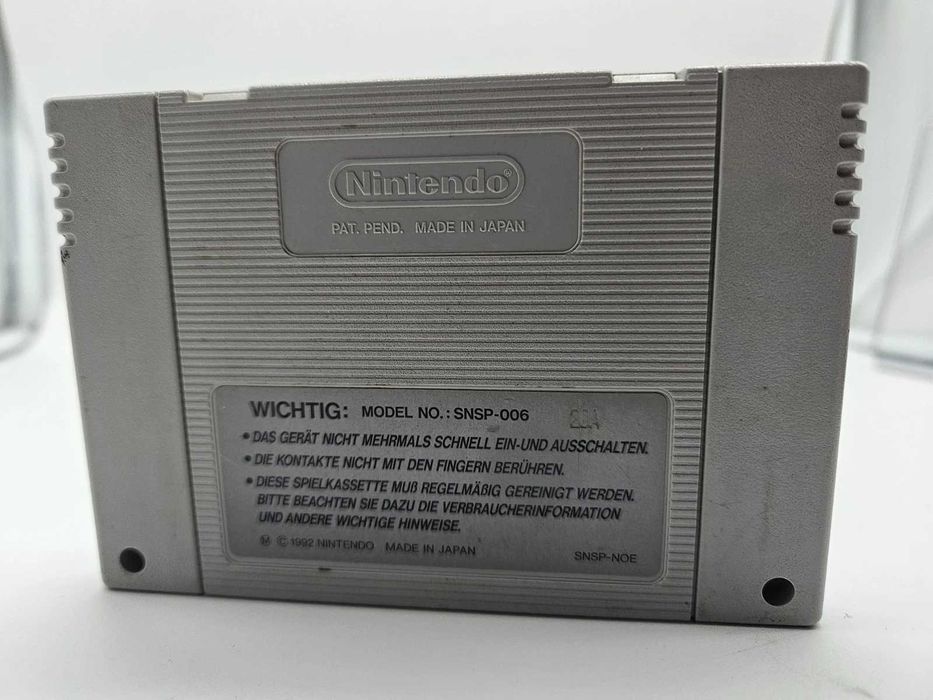 Nintendo®
PAT. PEND. MADE IN JAPAN
WICHTIG: MODEL NO.: SNSP-006
• DAS GERÄT NICHT MEHRMALS SCHNELL EIN-UND AUSSCHALTEN.
• DIE KONTAKTE NICHT MIT DEN FINGERN BERÜHREN.
• DIESE SPIELKASSETTE MUß REGELMÄßIG GEREINIGT WERDEN.
BITTE BEACHTEN SIE DAZU DIE VERBRAUCHERINFORMATION
UND ANDERE WICHTIGE HINWEISE.
Ⓜ © 1992 NINTENDO MADE IN JAPAN SNSP-NOE